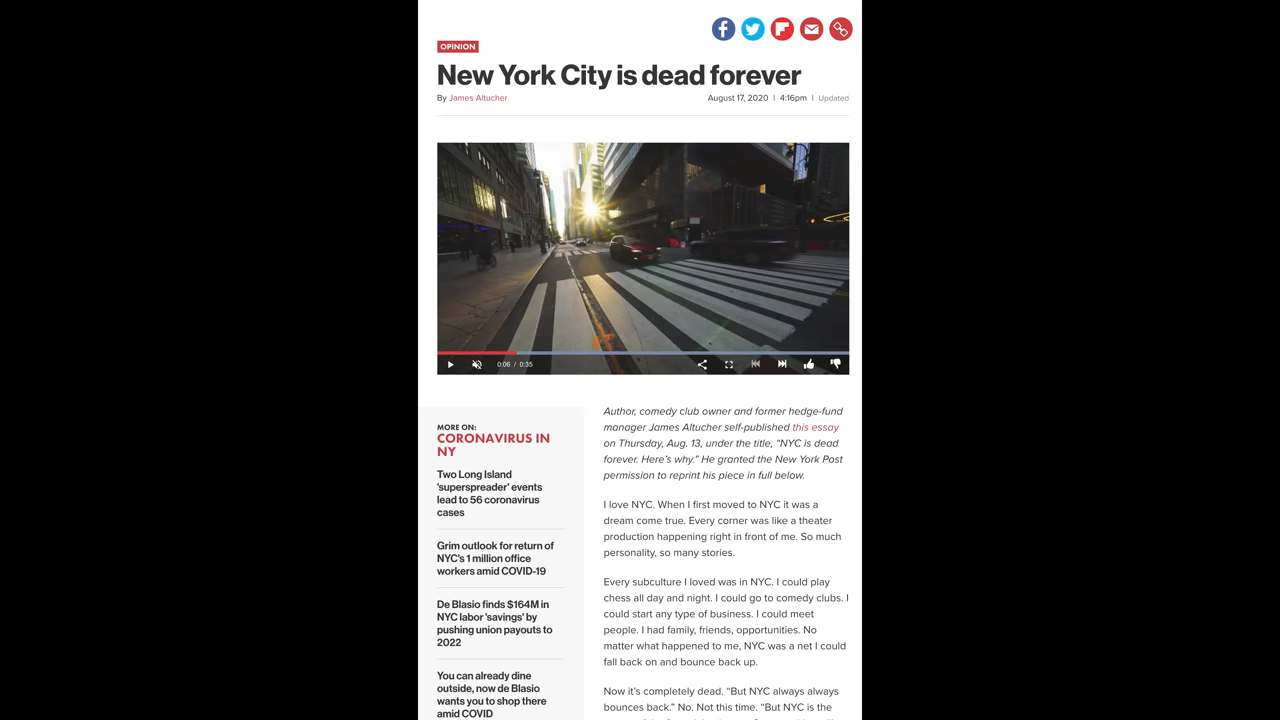 OPINION
New York City is dead forever
By James Altucher
August 17, 2020 | 4:16pm | Updated
0:06 / 0:35
MORE ON:
CORONAVIRUS IN
NY
Two Long Island
'superspreader' events
lead to 56 coronavirus
cases
Grim outlook for return of
NYC's 1 million office
workers amid COVID-19
De Blasio finds $164M in
NYC labor 'savings' by
pushing union payouts to
2022
You can already dine
outside, now de Blasio
wants you to shop there
amid COVID
Author, comedy club owner and former hedge-fund
manager James Altucher self-published this essay
on Thursday, Aug. 13, under the title, “NYC is dead
forever. Here’s why.” He granted the New York Post
permission to reprint his piece in full below.
I love NYC. When I first moved to NYC it was a
dream come true. Every corner was like a theater
production happening right in front of me. So much
personality, so many stories.
Every subculture I loved was in NYC. I could play
chess all day and night. I could go to comedy clubs. I
could start any type of business. I could meet
people. I had family, friends, opportunities. No
matter what happened to me, NYC was a net I could
fall back on and bounce back up.
Now it’s completely dead. “But NYC always always
bounces back.” No. Not this time. “But NYC is the